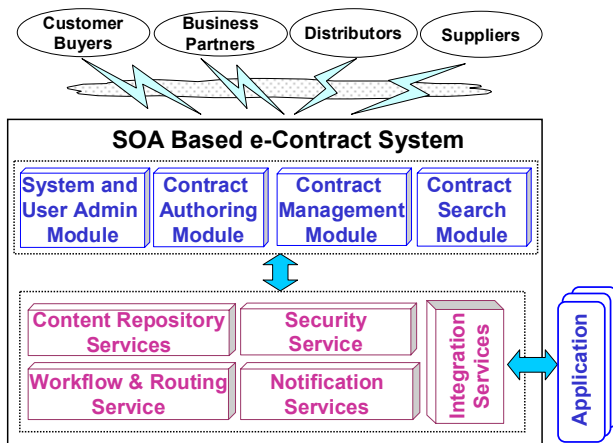 Customer
Buyers
Business
Partners
Distributors
Suppliers
SOA Based e-Contract System
System and
User Admin
Module
Contract
Authoring
Module
Contract
Management
Module
Contract
Search
Module
Content Repository
Services
Security
Service
Workflow & Routing
Service
Notification
Services
Integration
Services
Application